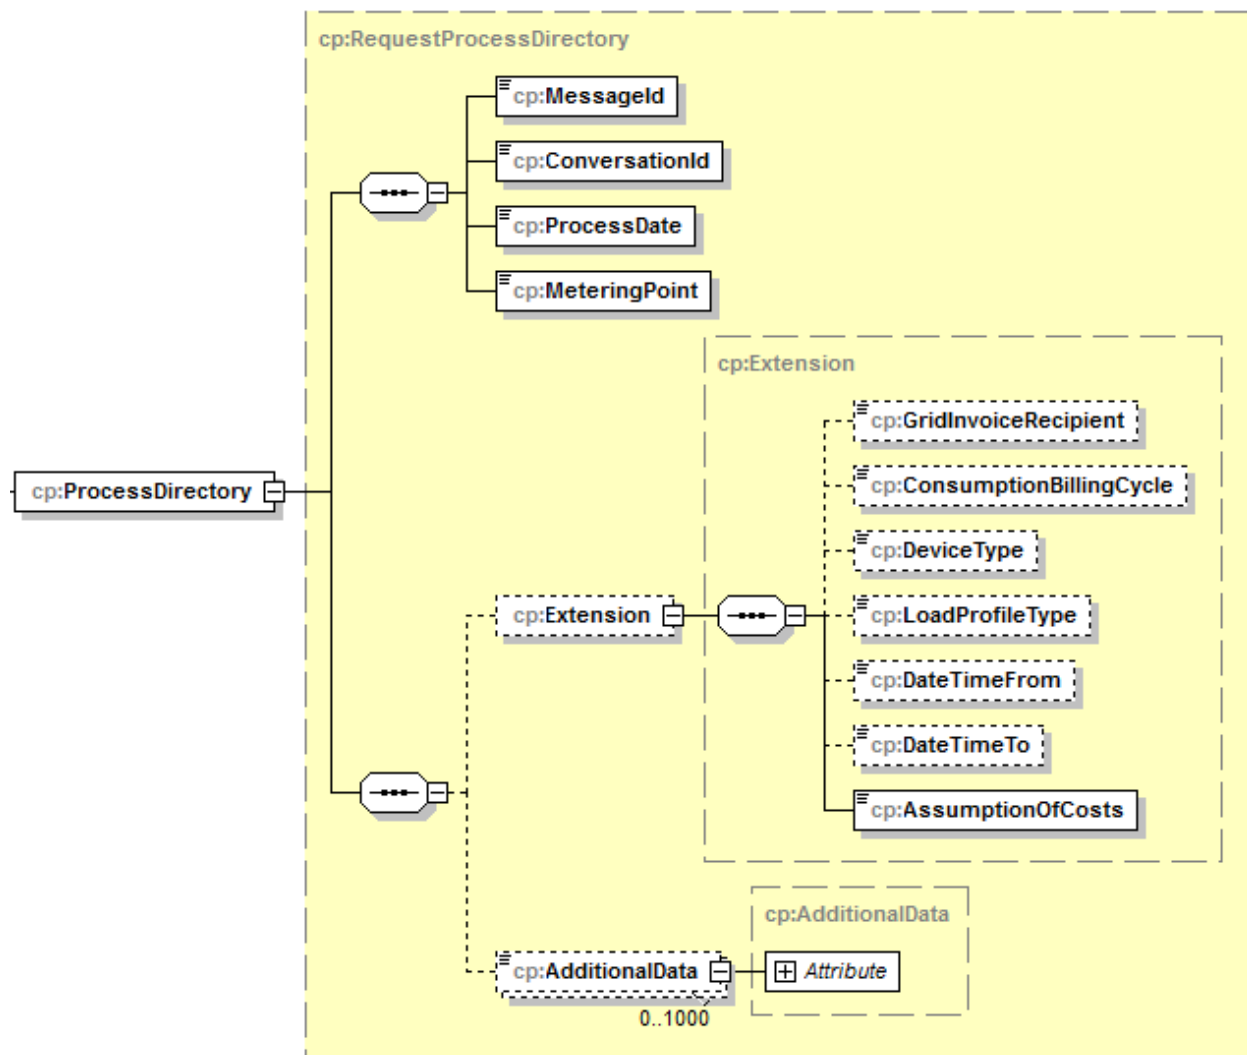 cp:RequestProcessDirectory
cp:MessageId
cp:ConversationId
cp:ProcessDate
cp:MeteringPoint
cp:Extension
cp:GridInvoiceRecipient
cp:ConsumptionBillingCycle
cp:ProcessDirectory
cp:DeviceType
cp:Extension
cp:LoadProfileType
cp:DateTimeFrom
cp:DateTimeTo
cp:AssumptionOfCosts
cp:AdditionalData
cp:AdditionalData
Attribute
0..1000